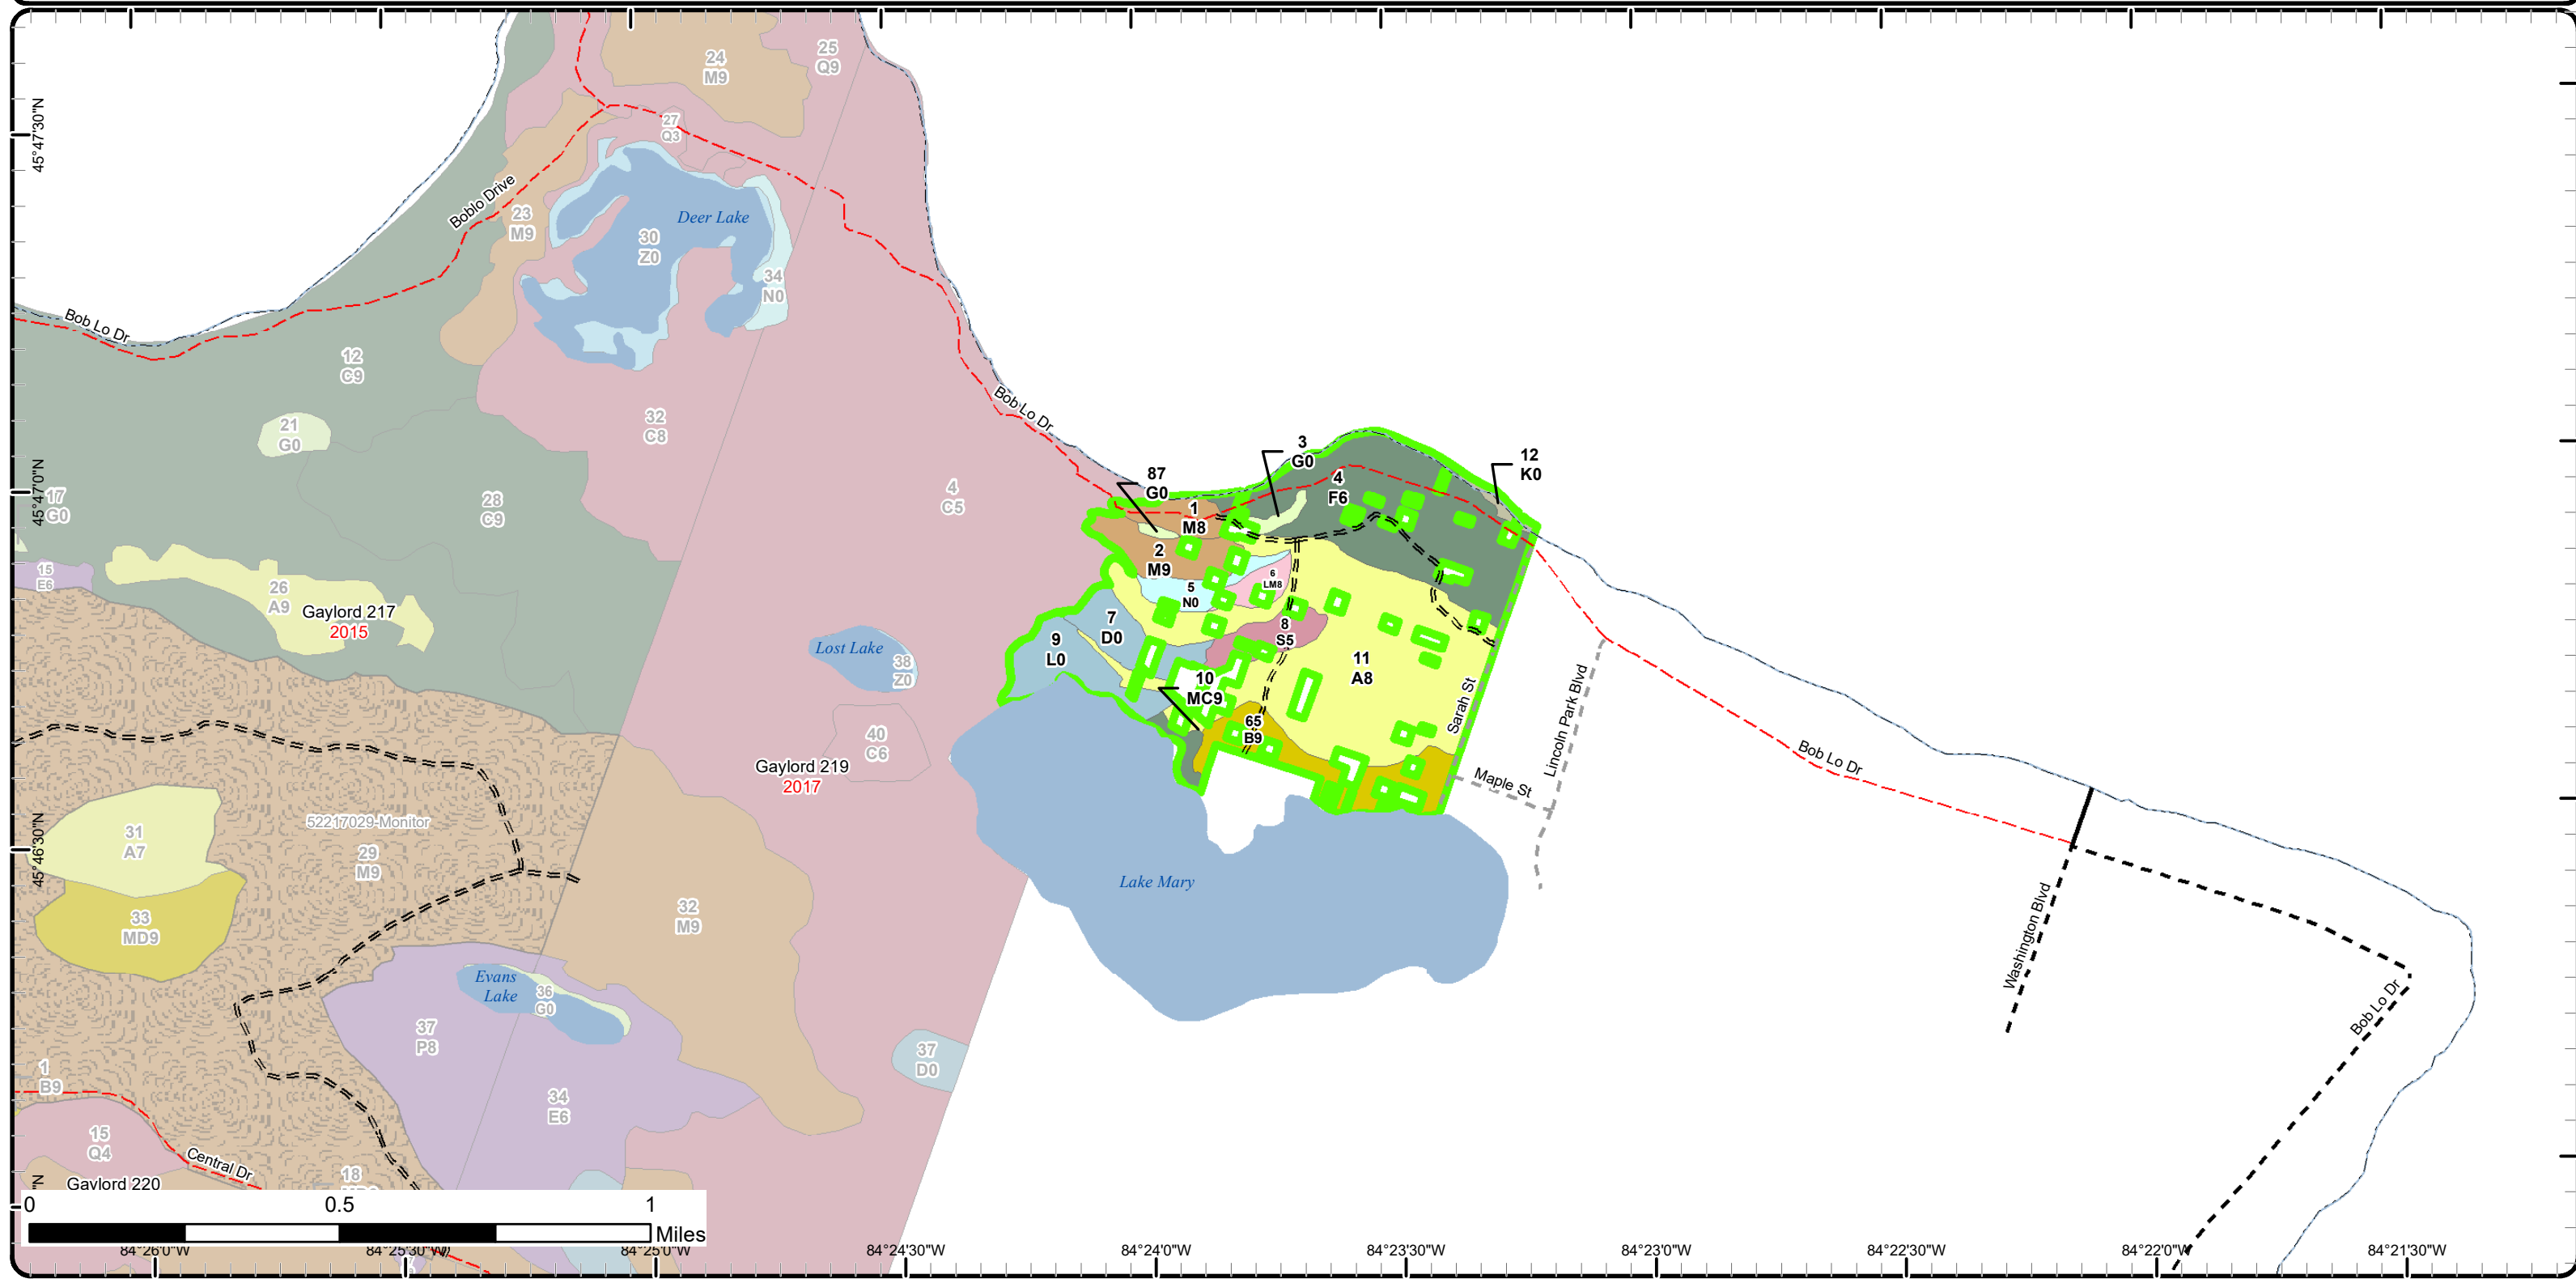 24
M9
25
Q9
27
Q3
45°47'30"N
Boblo Drive
23
M9
Deer Lake
30
Z0
34
N0
Bob Lo Dr
12
C9
21
G0
32
C8
Bob Lo Dr
45°47'0"N
17
G0
28
C9
4
C5
87
G0
3
G0
12
K0
4
F6
1
M8
2
M9
5
N0
6
LM8
15
E6
26
A9
Gaylord 217
2015
7
D0
8
S5
9
L0
11
A8
Lost Lake
38
Z0
10
MC9
65
B9
Sarah St
Lincoln Park Blvd
Maple St
40
C6
Gaylord 219
2017
Bob Lo Dr
45°46'30"N
31
A7
52217029-Monitor
29
M9
33
MD9
32
M9
Lake Mary
Washington Blvd
Evans
Lake
36
G0
37
P8
Bob Lo Dr
1
B9
37
D0
34
E6
15
Q4
Central Dr
18
Gaylord 220
0
0.5
1
Miles
84°26'0"W
84°25'30"W
84°25'0"W
84°24'30"W
84°24'0"W
84°23'30"W
84°23'0"W
84°22'30"W
84°22'0"W
84°21'30"W